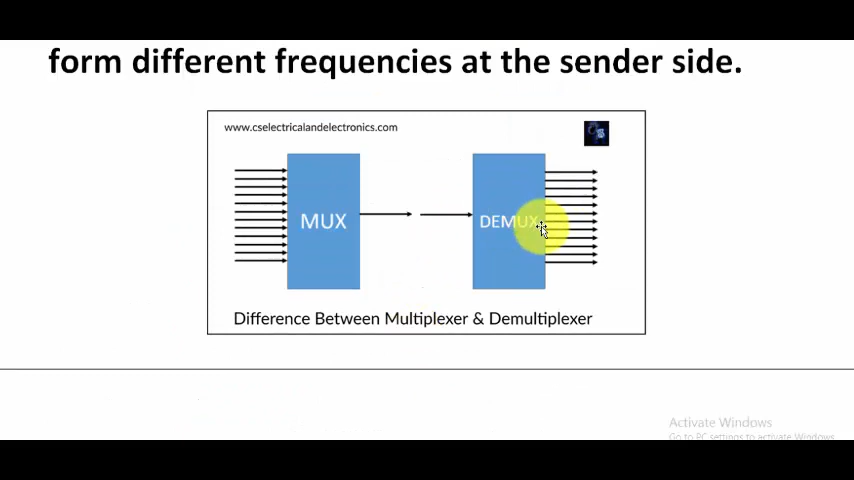 form different frequencies at the sender side.
www.cselectricalandelectronics.com
MUX
DEMUX
Difference Between Multiplexer & Demultiplexer
Activate Windows
Go to PC settings to activate Windows.